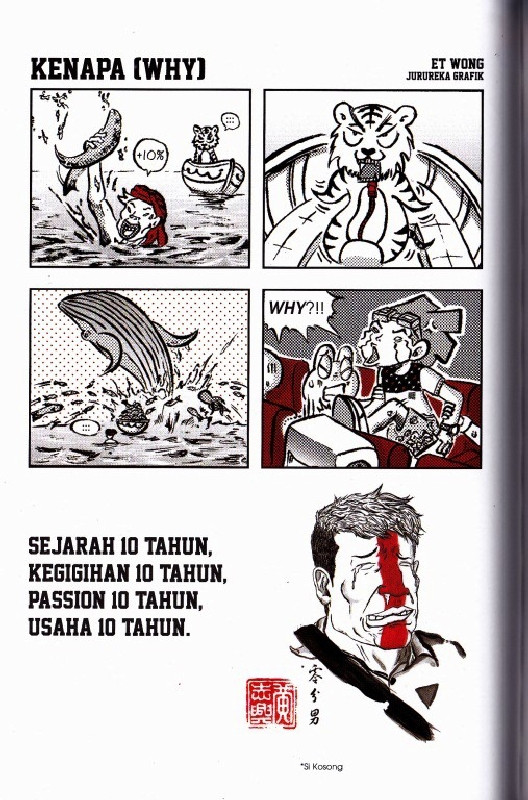 KENAPA (WHY)
ET WONG
JURUREKA GRAFIK
+10%
WHY?!!
SEJARAH 10 TAHUN,
KEGIGIHAN 10 TAHUN,
PASSION 10 TAHUN,
USAHA 10 TAHUN.
零分男
"Si Kosong